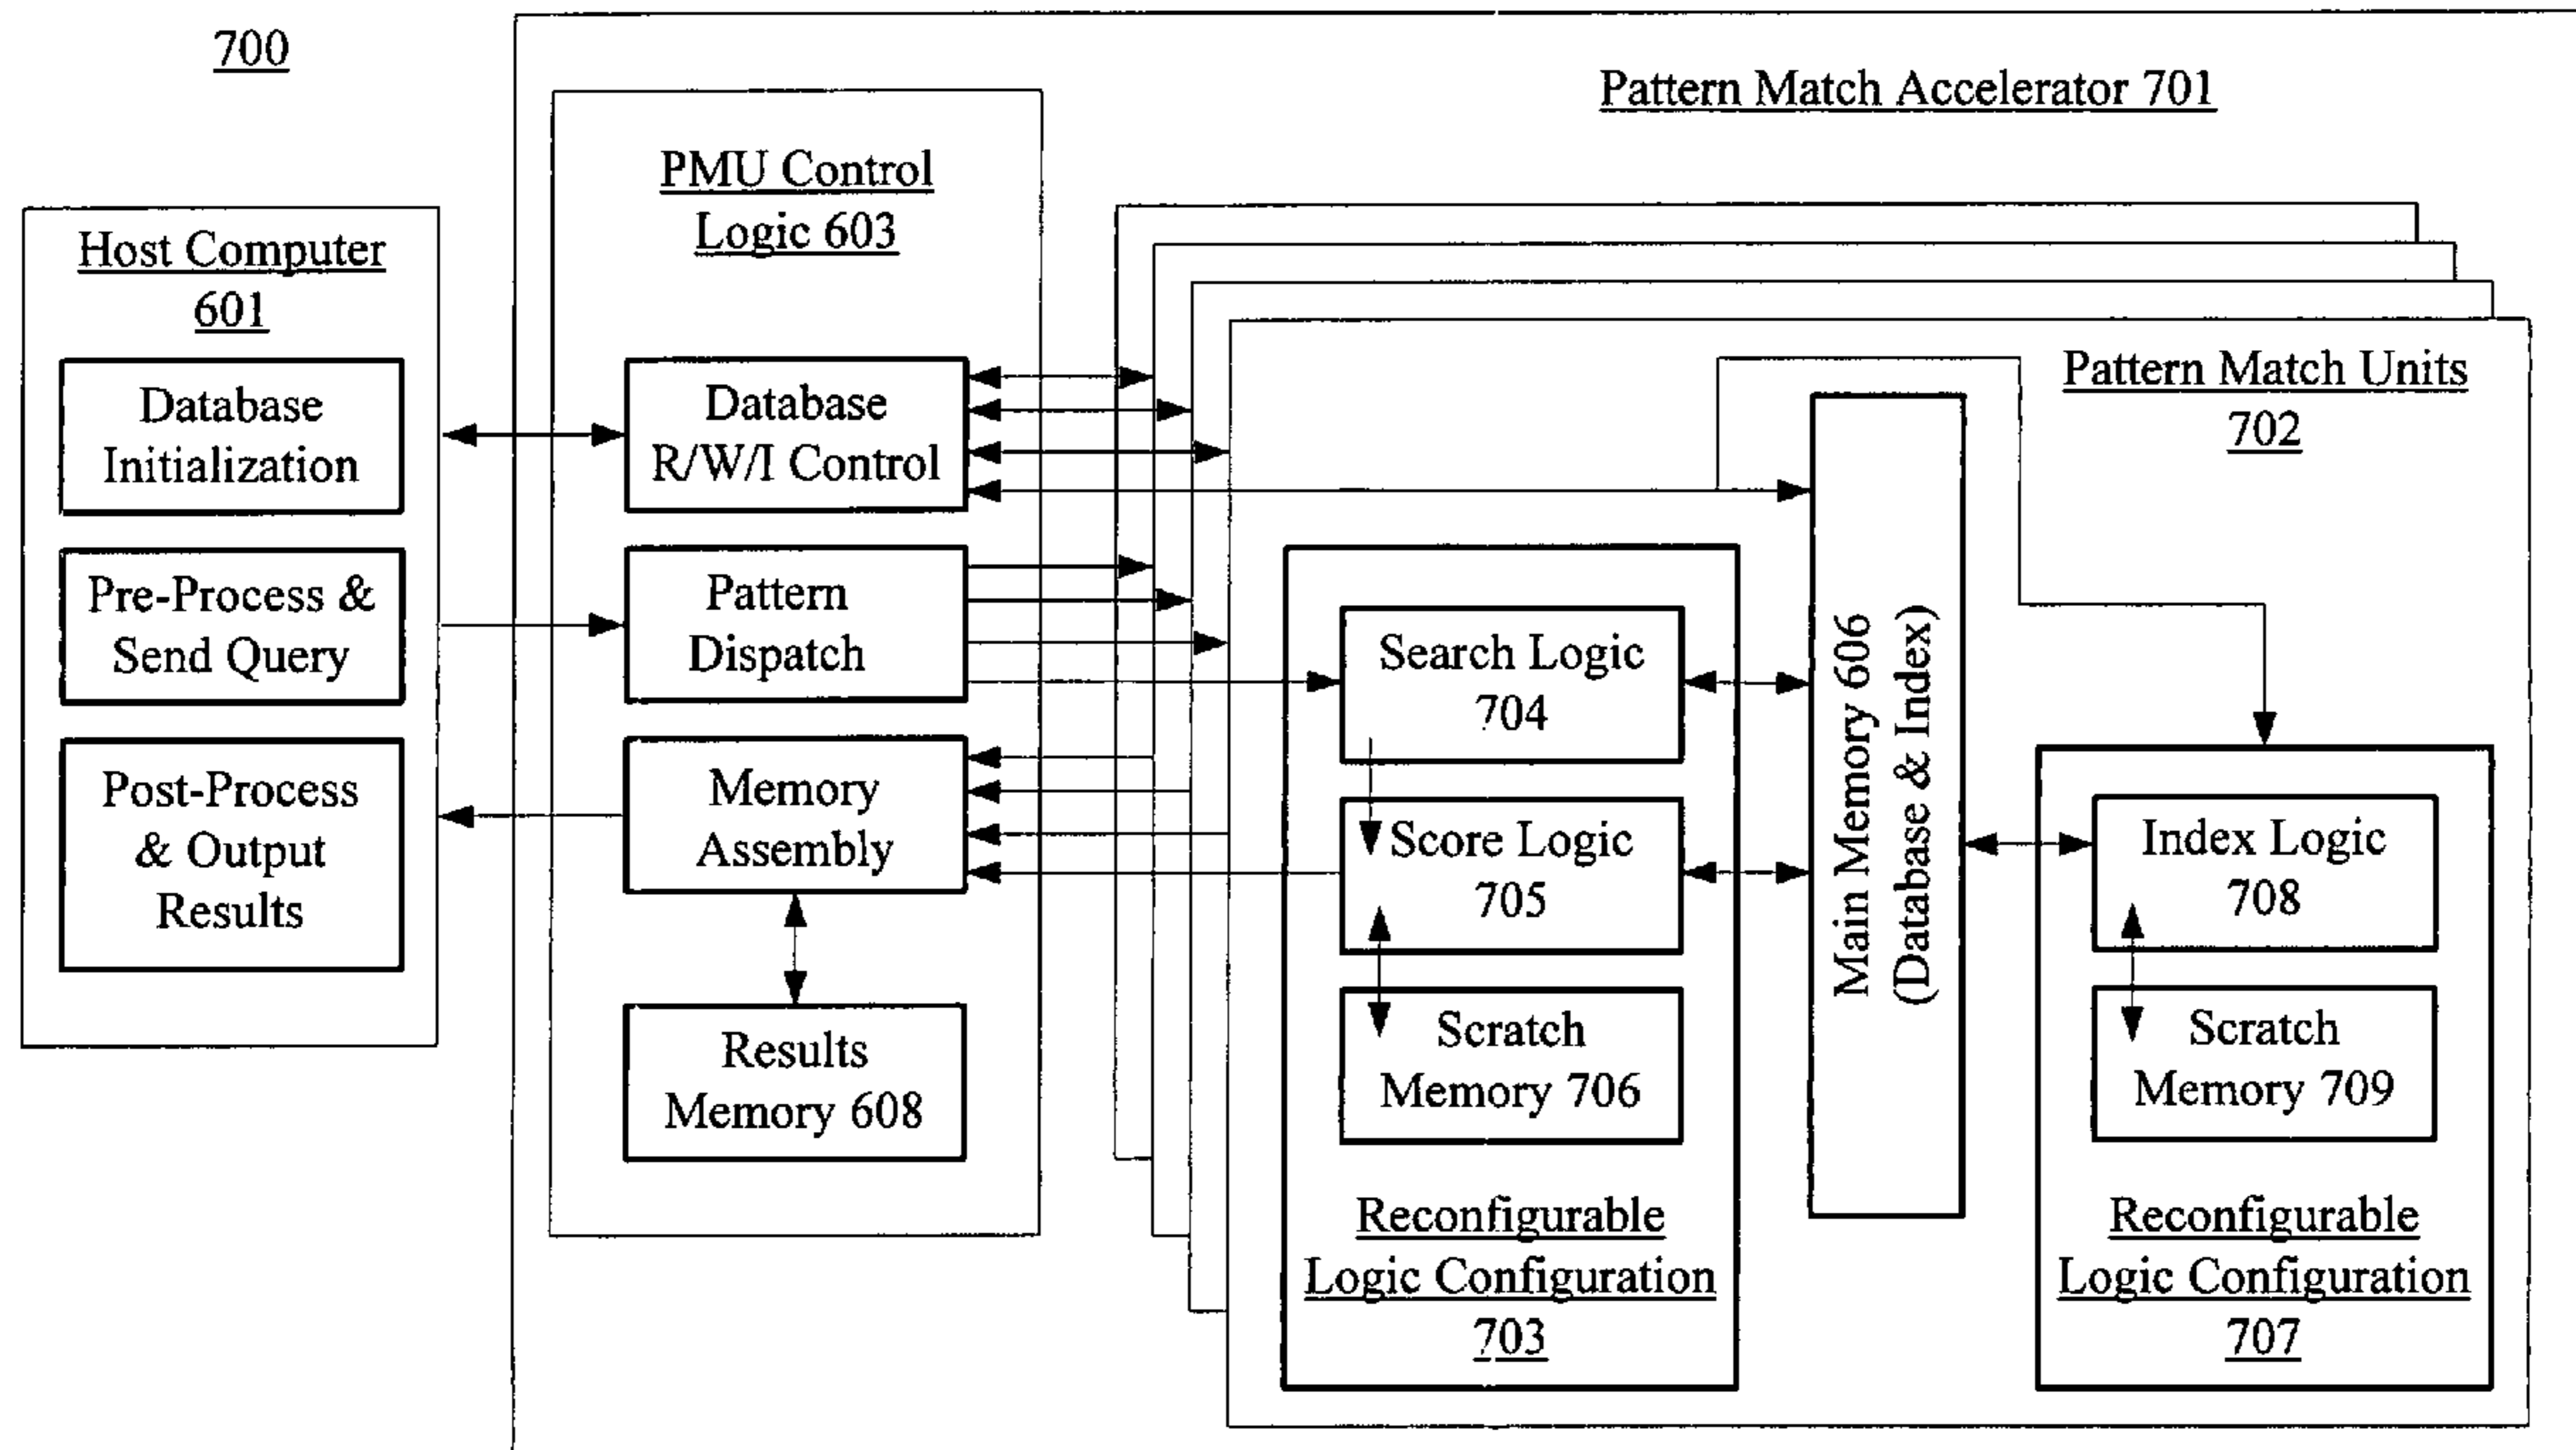 700
Pattern Match Accelerator 701
PMU Control
Logic 603
Host Computer
601
Database
Initialization
Pre-Process &
Send Query
Post-Process
& Output
Results
Database
R/W/I Control
Pattern
Dispatch
Memory
Assembly
Results
Memory 608
Pattern Match Units
702
Search Logic
704
Score Logic
705
Scratch
Memory 706
Reconfigurable
Logic Configuration
703
Main Memory 606
(Database & Index)
Index Logic
708
Scratch
Memory 709
Reconfigurable
Logic Configuration
707